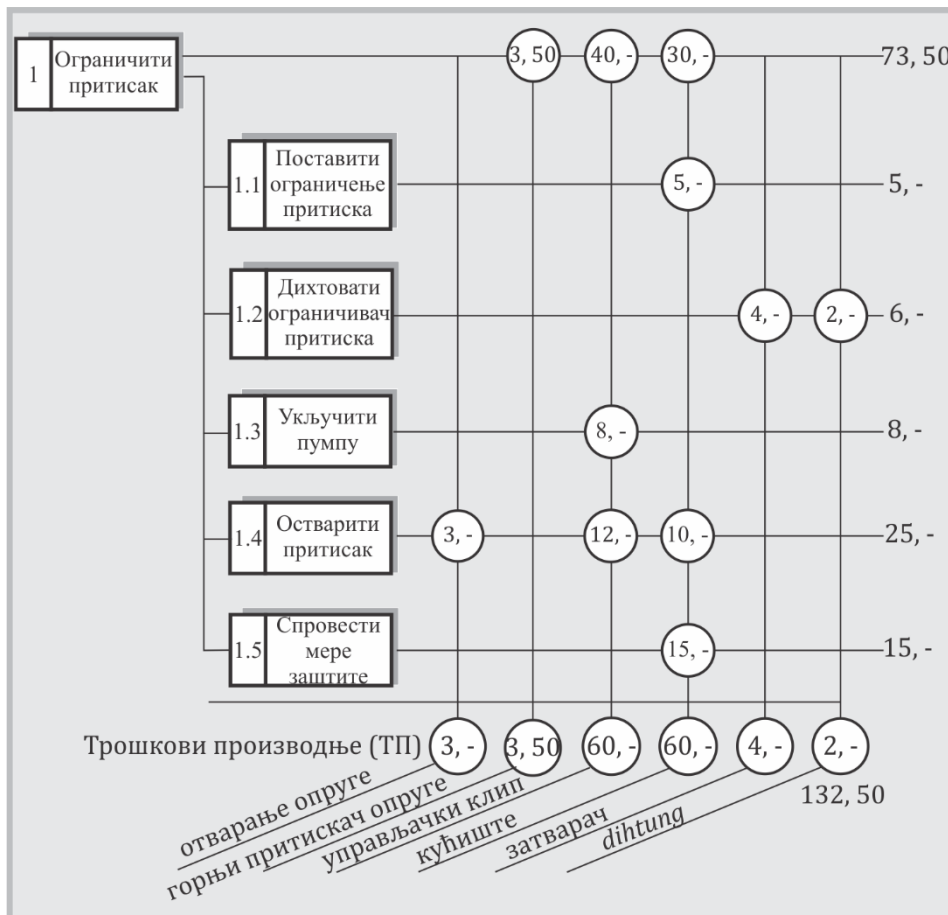 1
Ограничити
притисак
3, 50
40, -
30, -
73, 50
1.1
Поставити
ограничење
притиска
5, -
5, -
1.2
Дихтовати
ограничивач
притиска
4, -
2, -
6, -
1.3
Укључити
пумпу
8, -
8, -
1.4
Остварити
притисак
3, -
12, -
10, -
25, -
1.5
Спровести
мере
заштите
15, -
15, -
Трошкови производње (ТП)
3, -
3, 50
60, -
60, -
4, -
2, -
132, 50
отварање опруге
горњи притискач опруге
управљачки клип
кућиште
затварач
dihtung